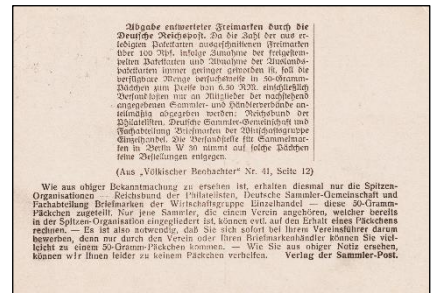 Abgabe entwerteter Freimarken durch die
Deutsche Reichspost. Da die Zahl der aus er-
ledigten Paketkarten ausgeschnittenen Freimarken
über 100 Rpf. infolge Zunahme der freigestem-
pelten Paketkarten und Abnahme der Auslands-
paketkarten immer geringer geworden ist, soll die
verfügbare Menge versuchsweise in 50-Gramm-
Päckchen zum Preise von 6.30 RM. einschließlich
Versandkosten nur an Mitglieder der nachstehend
angegebenen Sammler- und Händlerverbände an-
teilmäßig abgegeben werden: Reichsbund der
Philatelisten, Deutsche Sammler-Gemeinschaft und
Fachabteilung Briefmarken der Wirtschaftsgruppe
Einzelhandel. Die Versandstelle für Sammelmar-
ken in Berlin W 30 nimmt auf solche Päckchen
keine Bestellungen entgegen.
(Aus „Völkischer Beobachter" Nr. 41, Seite 12)
Wie aus obiger Bekanntmachung zu ersehen ist, erhalten diesmal nur die Spitzen-
Organisationen — Reichsbund der Philatelisten, Deutsche Sammler-Gemeinschaft und
Fachabteilung Briefmarken der Wirtschaftsgruppe Einzelhandel — diese 50-Gramm-
Päckchen zugeteilt. Nur jene Sammler, die einem Verein angehören, welcher bereits
in der Spitzen-Organisation eingegliedert ist, können evtl. auf den Erhalt eines Päckchens
rechnen. — Es ist also notwendig, daß Sie sich sofort bei Ihrem Vereinsführer darum
bewerben, denn nur durch den Verein oder Ihren Briefmarkenhändler können Sie viel-
leicht zu einem 50-Gramm-Päckchen kommen. — Wie Sie aus obiger Notiz ersehen,
können wir Ihnen leider zu keinem Päckchen verhelfen. Verlag der Sammler-Post.